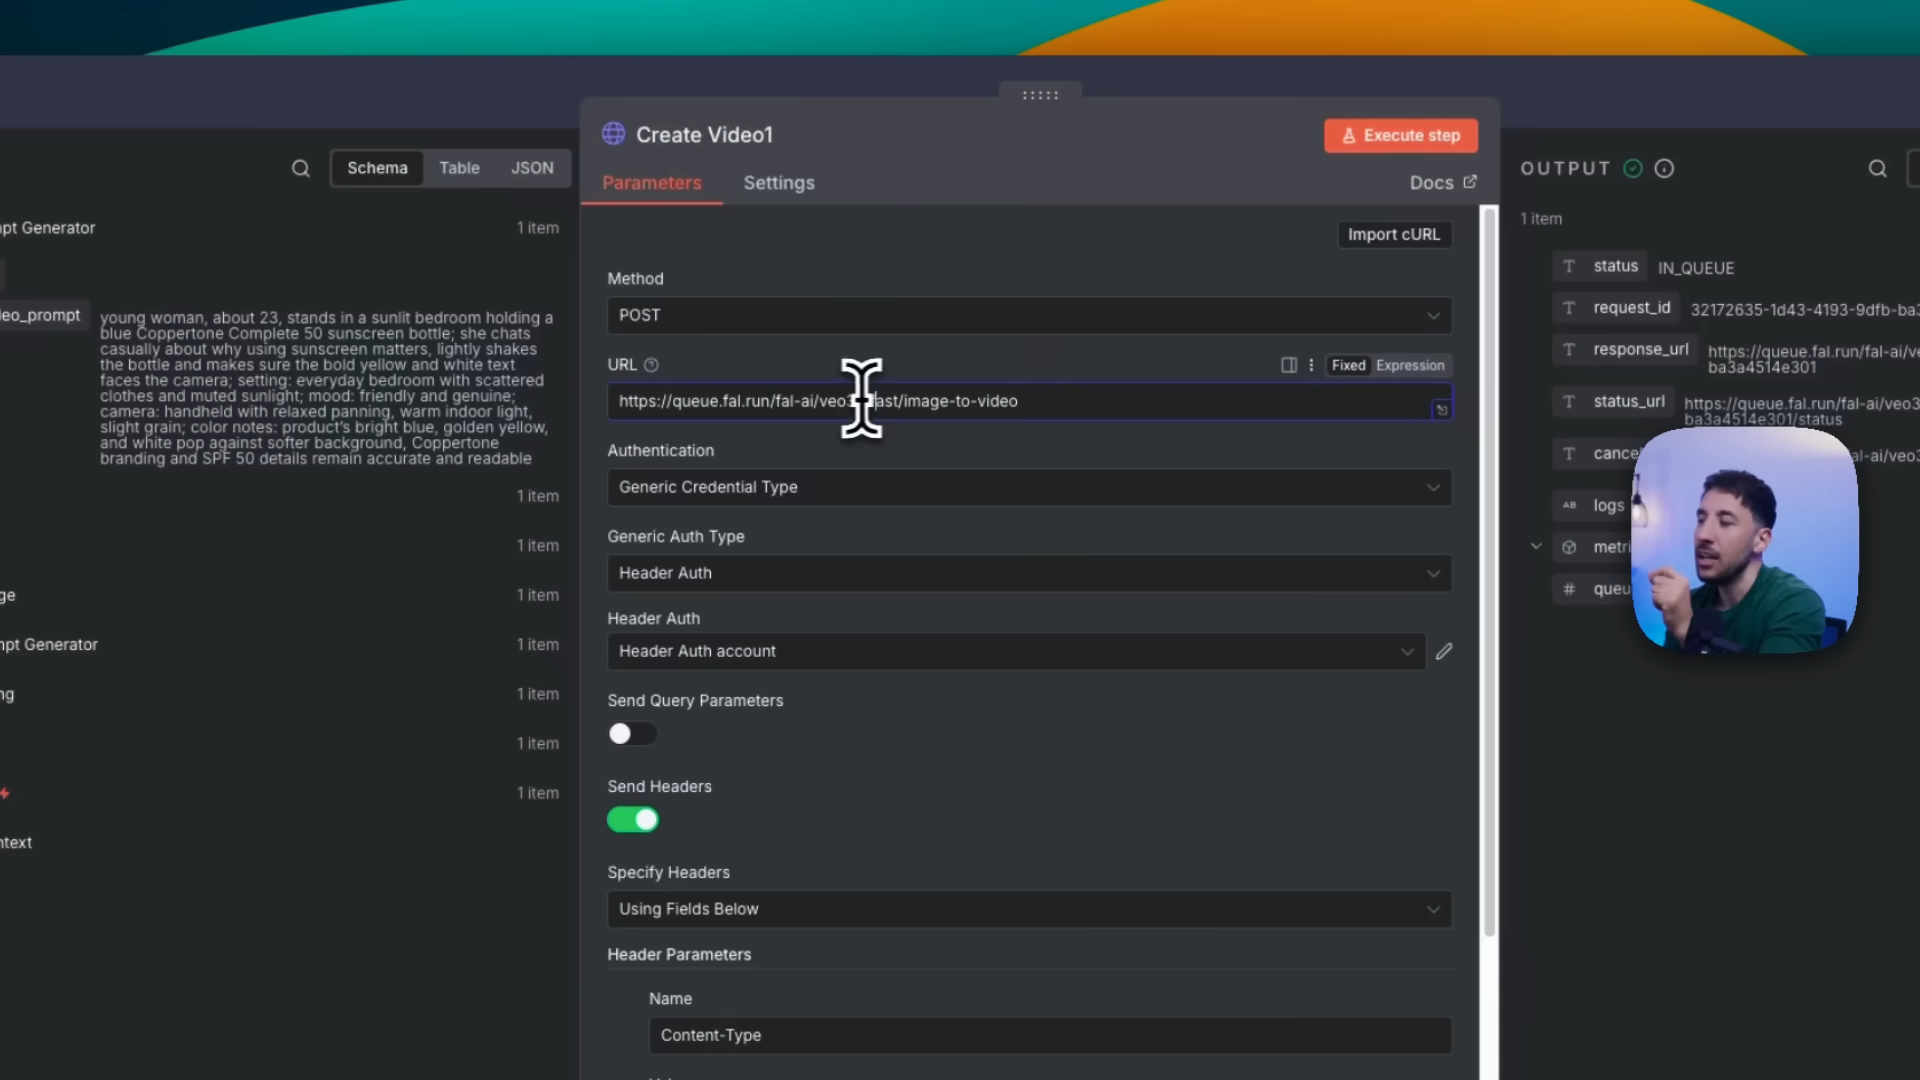 Create Video1
Execute step
Schema
Table
JSON
Parameters
Settings
Docs
OUTPUT
1 item
pt Generator
1 item
Import cURL
Method
POST
status
IN_QUEUE
request_id
32172635-1d43-4193-9dfb-ba3
response_url
https://queue.fal.run/fal-ai/ve
ba3a4514e301
status_url
https://queue.fal.run/fal-ai/veo3
ba3a4514e301/status
al-ai/veo3
logs
eo_prompt
young woman, about 23, stands in a sunlit bedroom holding a
blue Coppertone Complete 50 sunscreen bottle; she chats
casually about why using sunscreen matters, lightly shakes
the bottle and makes sure the bold yellow and white text
faces the camera; setting: everyday bedroom with scattered
clothes and muted sunlight; mood: friendly and genuine;
camera: handheld with relaxed panning, warm indoor light,
slight grain; color notes: product's bright blue, golden yellow,
and white pop against softer background, Coppertone
branding and SPF 50 details remain accurate and readable
URL
Fixed
Expression
https://queue.fal.run/fal-ai/veo ast/image-to-video
Authentication
Generic Credential Type
1 item
Generic Auth Type
1 item
Header Auth
ge
1 item
Header Auth
Header Auth account
pt Generator
1 item
ng
1 item
Send Query Parameters
1 item
Send Headers
1 item
ntext
Specify Headers
Using Fields Below
Header Parameters
Name
Content-Type